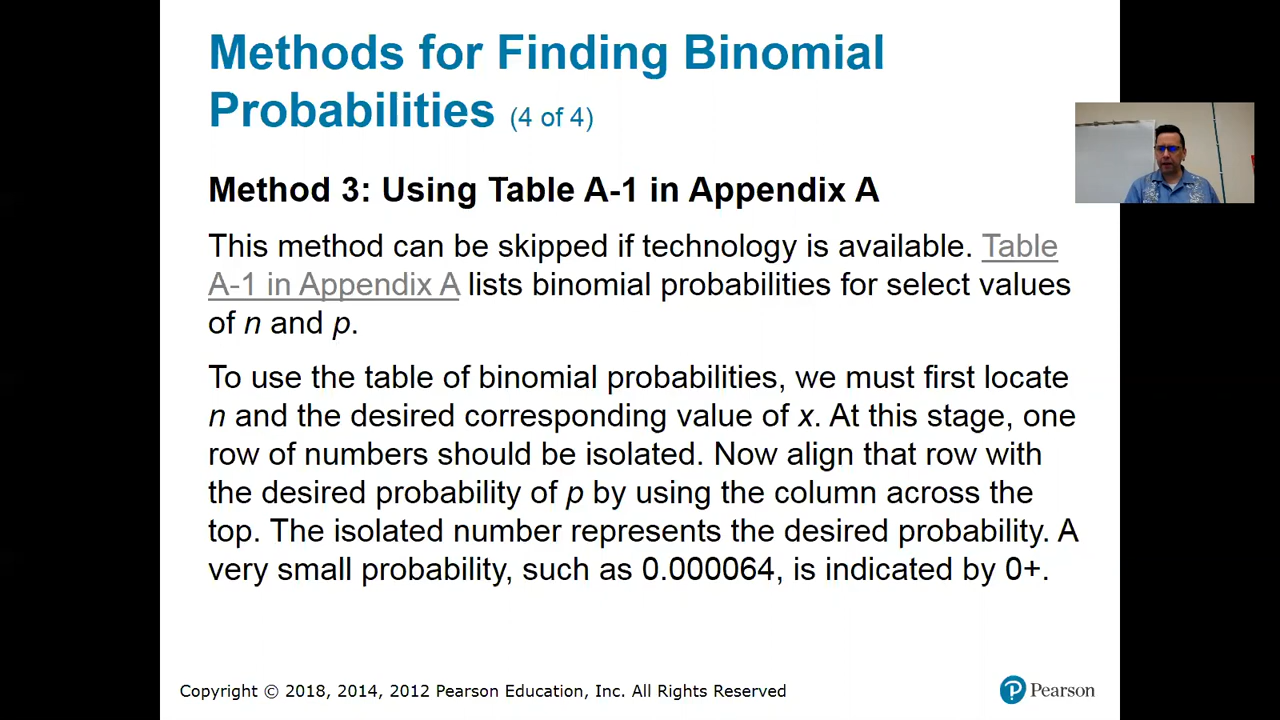 Methods for Finding Binomial
Probabilities (4 of 4)
Method 3: Using Table A-1 in Appendix A
This method can be skipped if technology is available. Table
A-1 in Appendix A lists binomial probabilities for select values
of n and p.
To use the table of binomial probabilities, we must first locate
n and the desired corresponding value of x. At this stage, one
row of numbers should be isolated. Now align that row with
the desired probability of p by using the column across the
top. The isolated number represents the desired probability. A
very small probability, such as 0.000064, is indicated by 0+.
Copyright © 2018, 2014, 2012 Pearson Education, Inc. All Rights Reserved
P Pearson